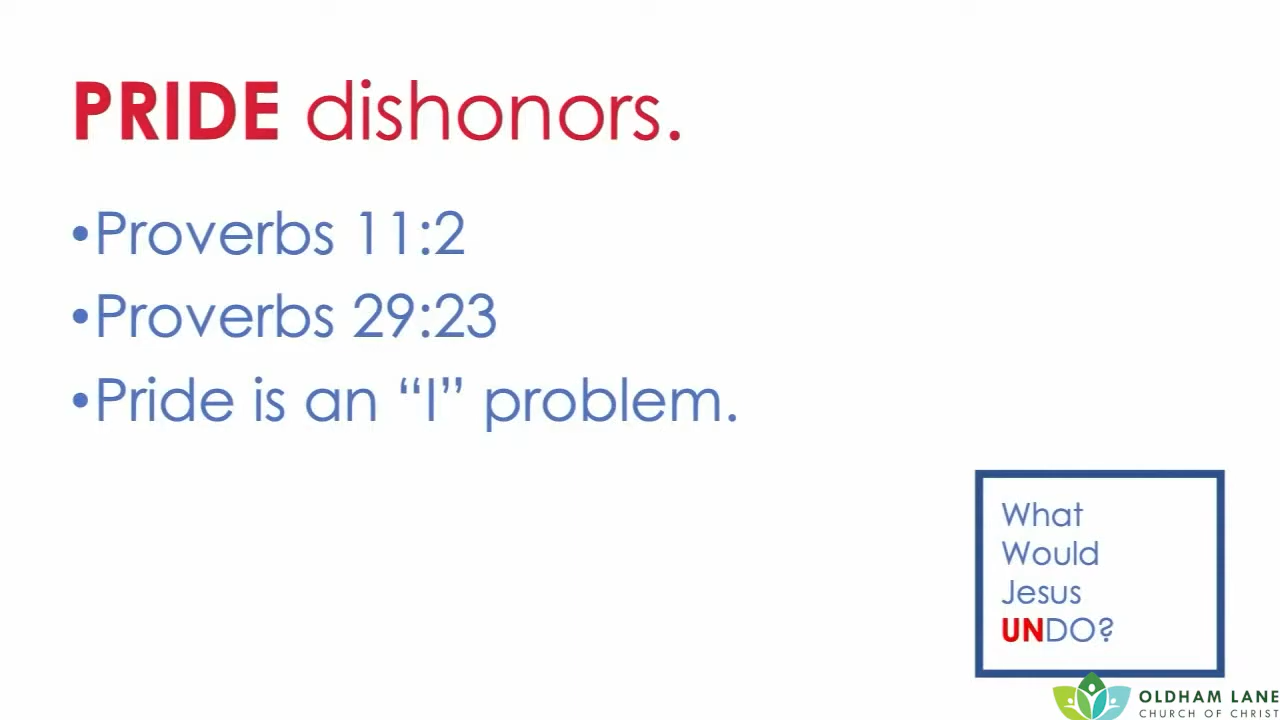 PRIDE dishonors.
•Proverbs 11:2
•Proverbs 29:23
•Pride is an “I” problem.
What
Would
Jesus
UNDO?
OLDHAM LANE
CHURCH OF CHRIST